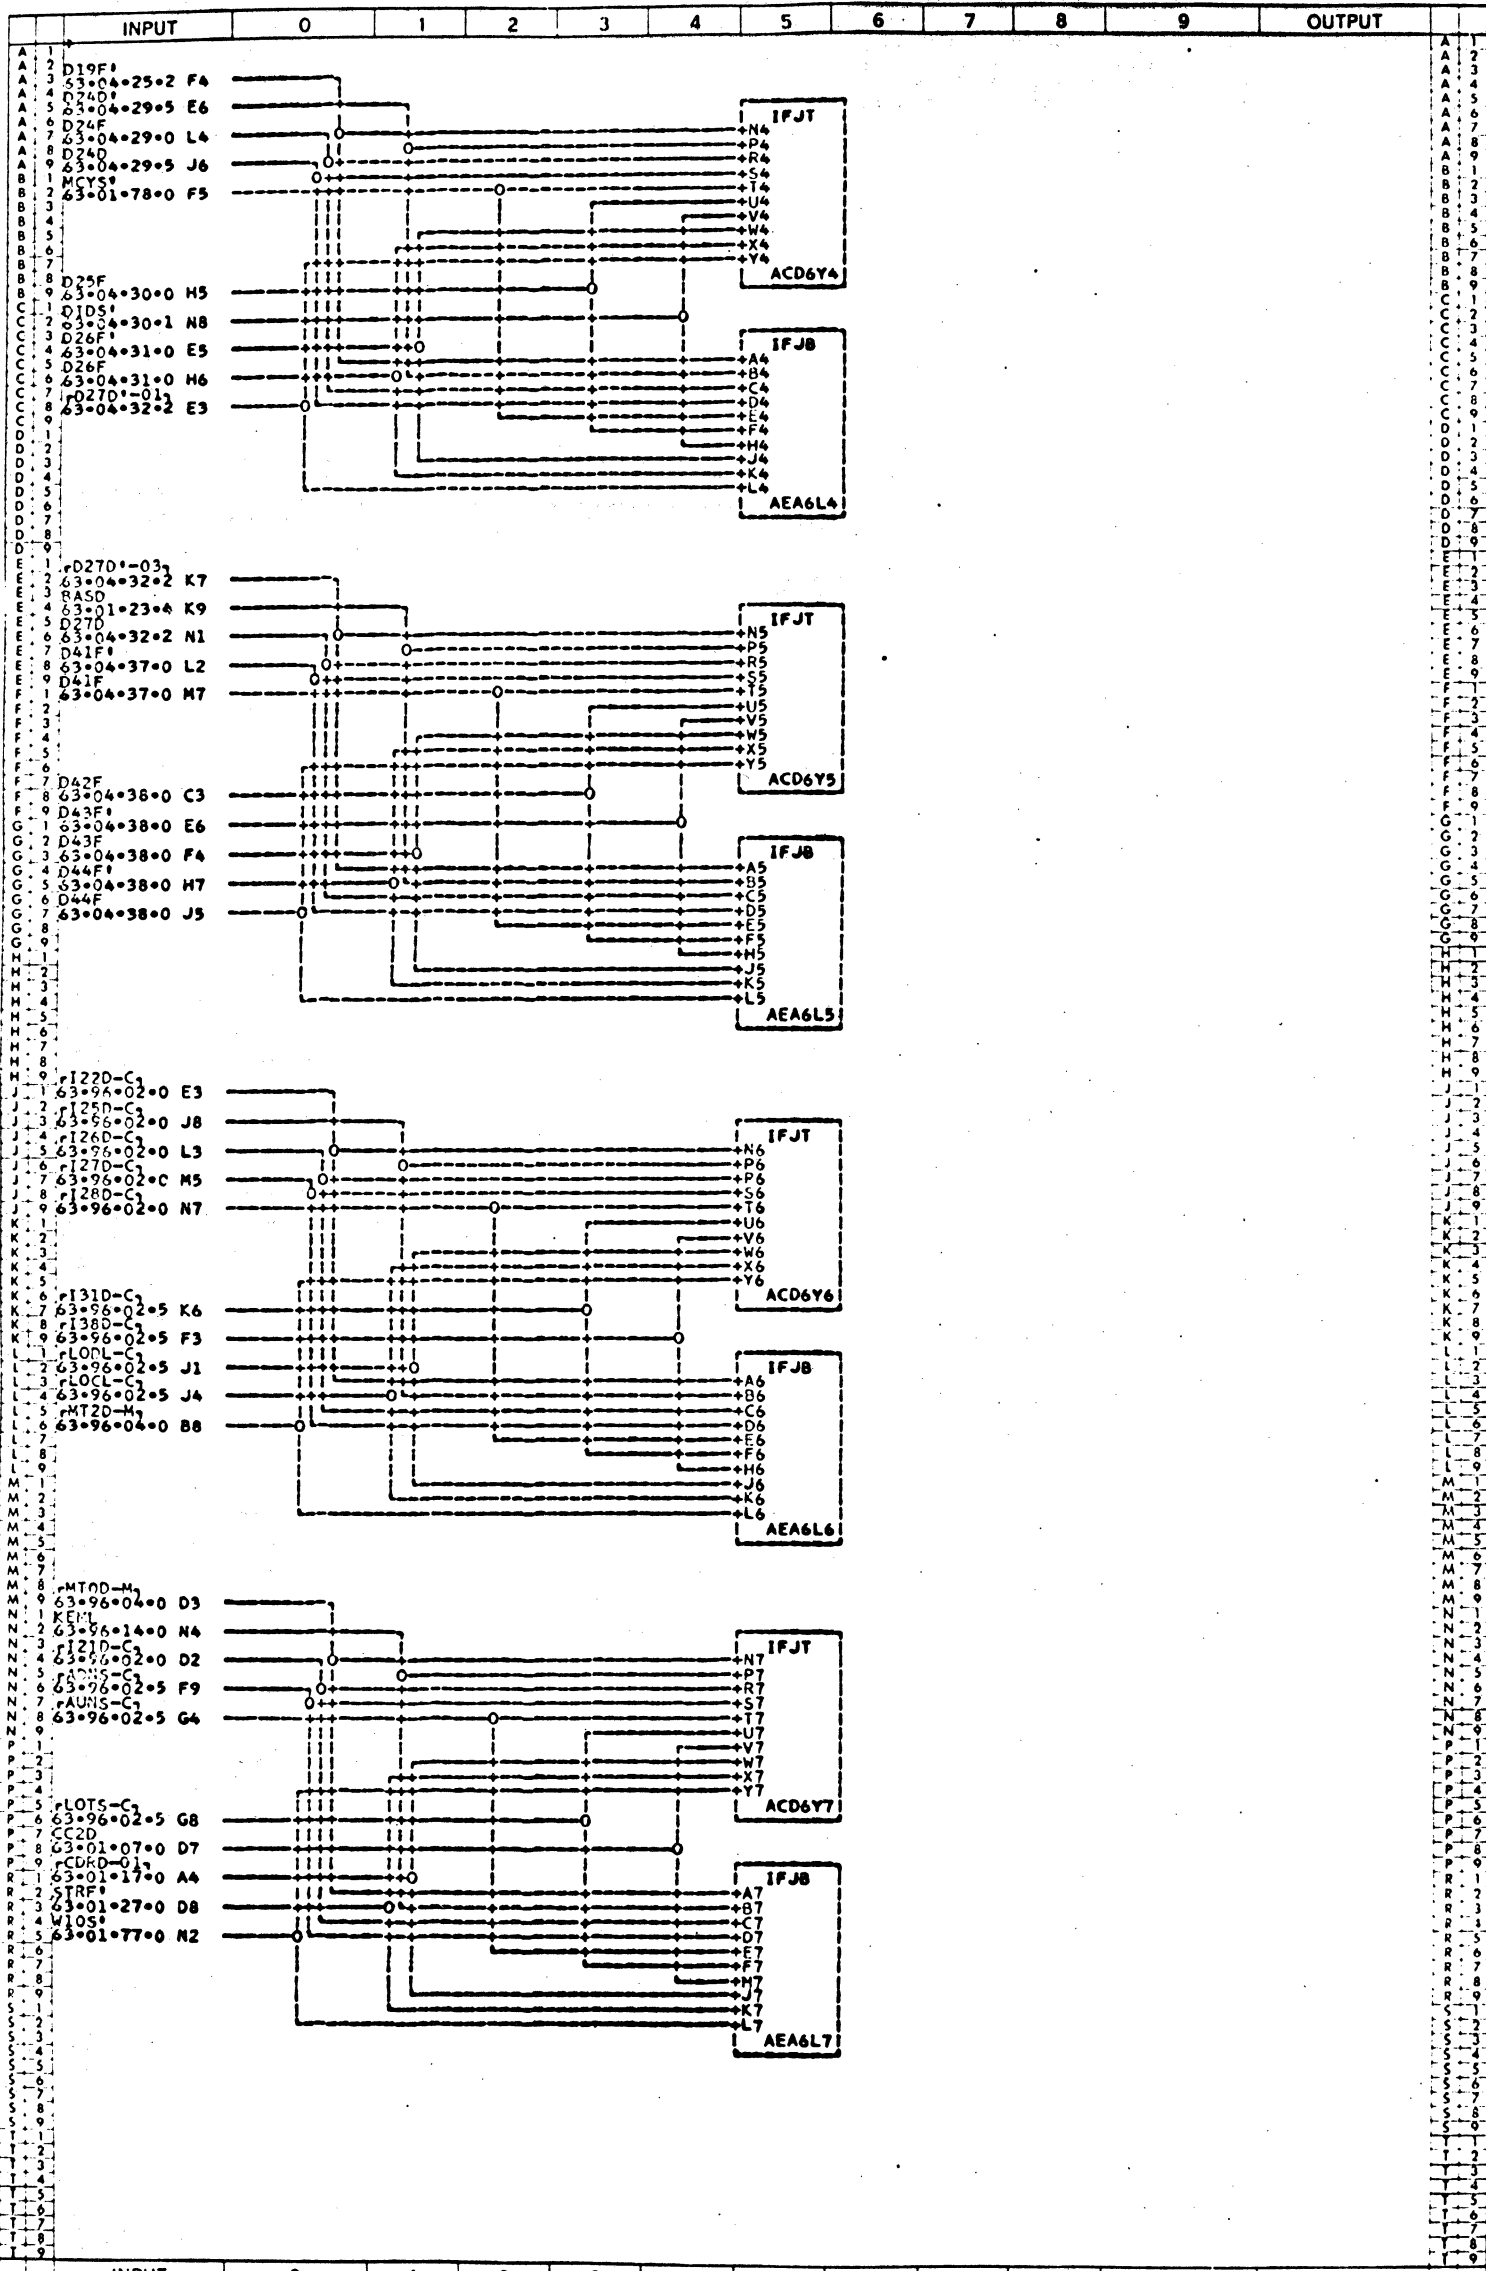 INPUT 0 1 2 3 4 5 6 7 8 9 OUTPUT
D19F'
63•04•25•2 F4
D24D'
63•04•29•5 E6
D24F
63•04•29•0 L4
D24D
63•04•29•5 J6
MCYS'
63•01•78•0 F5
D25F
63•04•30•0 H5
DIDS'
63•04•30•1 N8
D26F'
63•04•31•0 E5
D26F
63•04•31•0 H6
D27D'-01
63•04•32•2 E3
IFJT
N4
P4
R4
S4
T4
U4
V4
W4
X4
Y4
ACD6Y4
IFJB
A4
B4
C4
D4
E4
F4
H4
J4
K4
L4
AEA6L4
D27D'-03
63•04•32•2 K7
BASD
63•01•23•4 K9
D27D
63•04•32•2 N1
D41F'
63•04•37•0 L2
D41F
63•04•37•0 M7
D42F
63•04•38•0 C3
D43F'
63•04•38•0 E6
D43F
63•04•38•0 F4
D44F'
63•04•38•0 H7
D44F
63•04•38•0 J5
IFJT
N5
P5
R5
S5
T5
U5
V5
W5
X5
Y5
ACD6Y5
IFJB
A5
B5
C5
D5
E5
F5
H5
J5
K5
L5
AEA6L5
I22D-C
63•96•02•0 E3
I25D-C
63•96•02•0 J8
I26D-C
63•96•02•0 L3
I27D-C
63•96•02•0 M5
I28D-C
63•96•02•0 N7
I31D-C
63•96•02•5 K6
I38D-C
63•96•02•5 F3
LODL-C
63•96•02•5 J1
LOCL-C
63•96•02•5 J4
MT2D-M
63•96•04•0 B8
IFJT
N6
P6
P6
S6
T6
U6
V6
W6
X6
Y6
ACD6Y6
IFJB
A6
B6
C6
D6
E6
F6
H6
J6
K6
L6
AEA6L6
MTOD-M
63•96•04•0 D3
KEML
63•96•14•0 N4
I21D-C
63•96•02•0 D2
63•96•02•5 F9
AUNS-C
63•96•02•5 G4
LOTS-C
63•96•02•5 G8
CC2D
63•01•07•0 D7
CDRD-01
63•01•17•0 A4
STRF'
63•01•27•0 D8
W10S'
63•01•77•0 N2
IFJT
N7
P7
R7
S7
T7
U7
V7
W7
X7
Y7
ACD6Y7
IFJB
A7
B7
C7
D7
E7
F7
H7
J7
K7
L7
AEA6L7